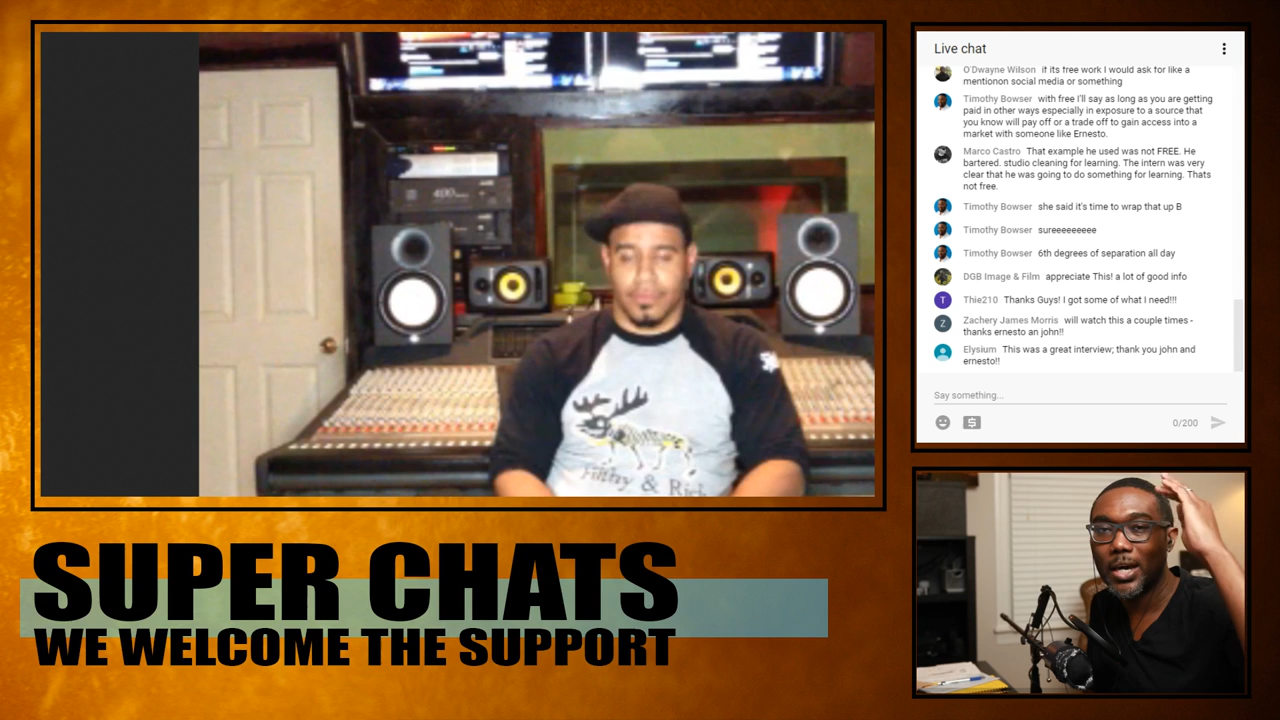 Live chat
O'Dwayne Wilson if its free work I would ask for like a
mentionon social media or something
Timothy Bowser with free I'll say as long as you are getting
paid in other ways especially in exposure to a source that
you know will pay off or a trade off to gain access into a
market with someone like Ernesto.
Marco Castro That example he used was not FREE. He
bartered. studio cleaning for learning. The intern was very
clear that he was going to do something for learning. Thats
not free.
Timothy Bowser she said it's time to wrap that up B
Timothy Bowser sureeeeeeeee
Timothy Bowser 6th degrees of separation all day
DGB Image & Film appreciate This! a lot of good info
T Thie210 Thanks Guys! I got some of what I need!!!
Z Zachery James Morris will watch this a couple times -
thanks ernesto an john!!
Elysium This was a great interview; thank you john and
ernesto!!
Say something...
0/200
400
Filthy & Rich
SUPER CHATS
WE WELCOME THE SUPPORT